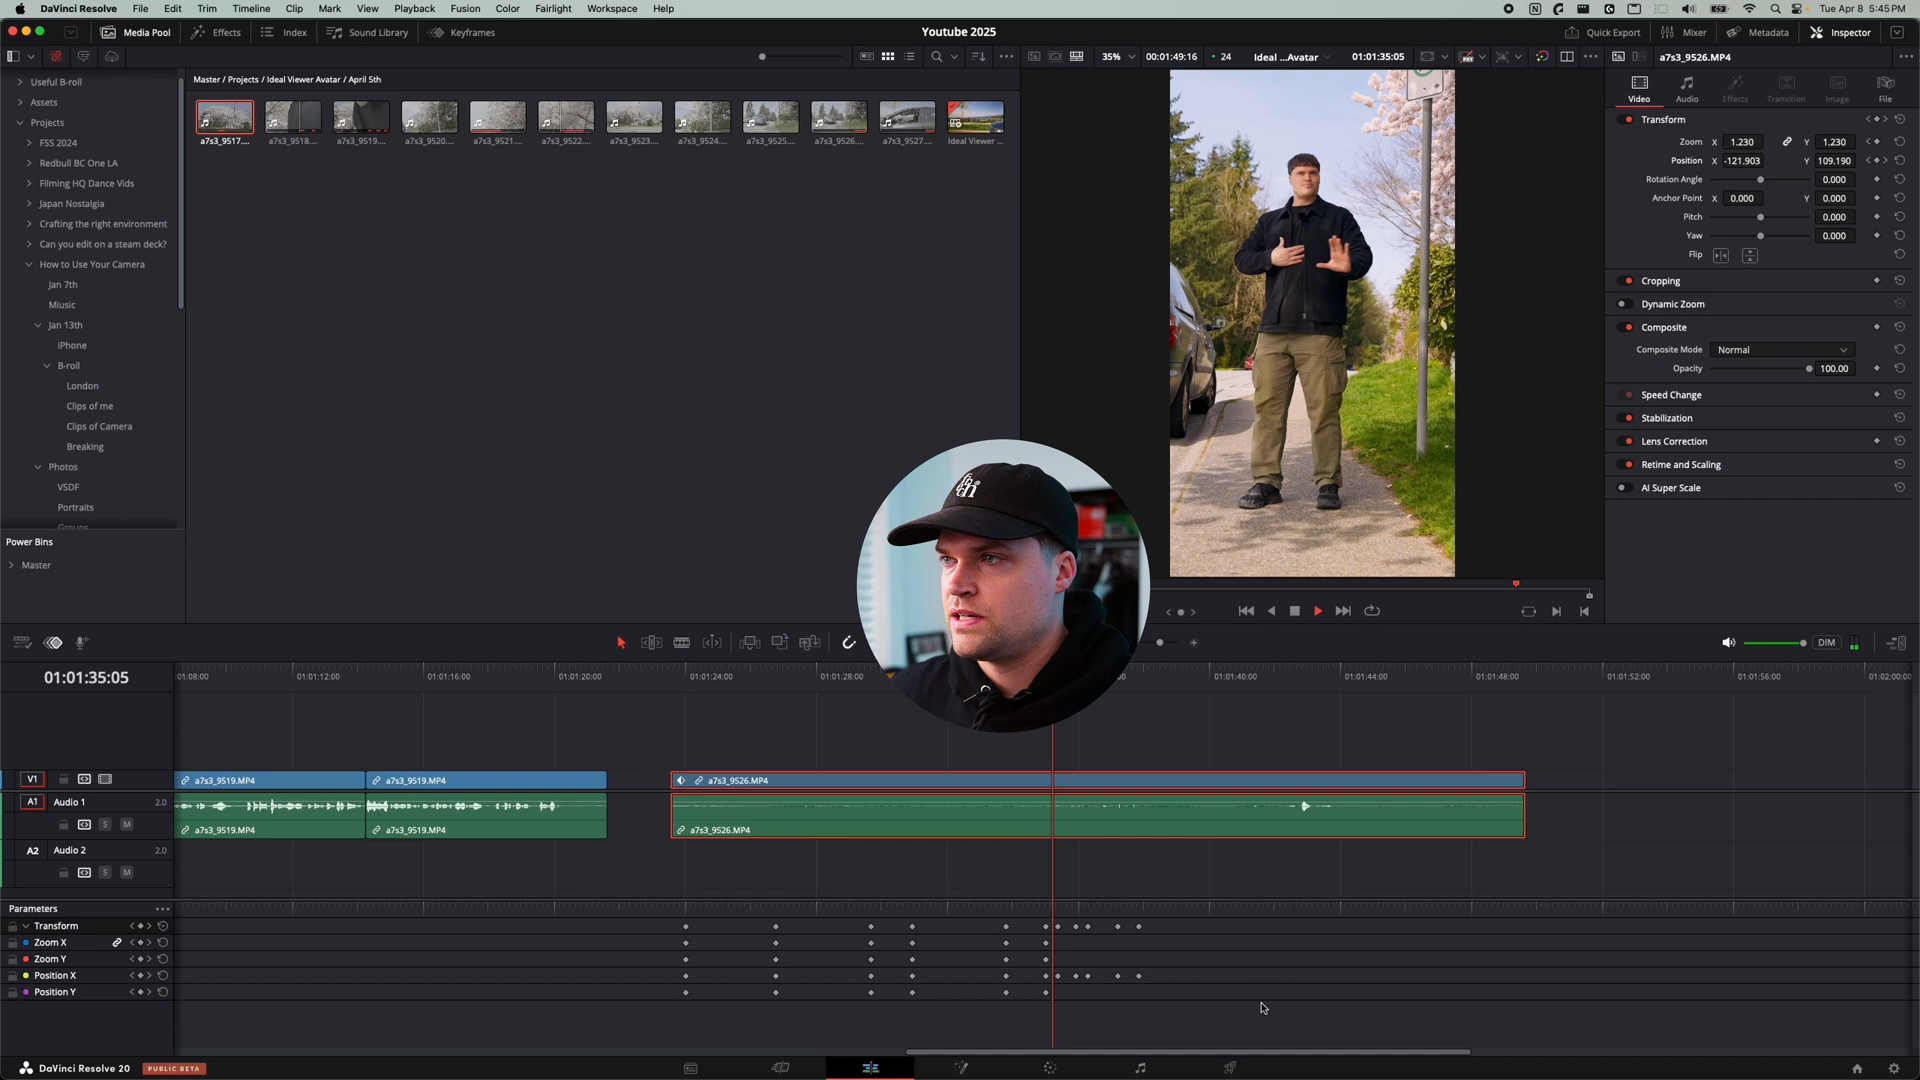 DaVinci Resolve File Edit Trim Timeline Clip Mark View Playback Fusion Color Fairlight Workspace Help Tue Apr 8 5:45 PM
Media Pool Effects Index Sound Library Keyframes Youtube 2025 Quick Export Mixer Metadata Inspector
35% 00:01:49:16 24 Ideal ...Avatar 01:01:35:05 a7s3_9526.MP4
Master / Projects / Ideal Viewer Avatar / April 5th
Useful B-roll
Assets
Projects
FSS 2024
Redbull BC One LA
Filming HQ Dance Vids
Japan Nostalgia
Crafting the right environment
Can you edit on a steam deck?
How to Use Your Camera
Jan 7th
Miusic
Jan 13th
iPhone
B-roll
London
Clips of me
Clips of Camera
Breaking
Photos
VSDF
Portraits
Groups
Power Bins
Master
a7s3_9517.... a7s3_9518.... a7s3_9519.... a7s3_9520.... a7s3_9521.... a7s3_9522.... a7s3_9523.... a7s3_9524.... a7s3_9525.... a7s3_9526.... a7s3_9527.... Ideal Viewer ...
Video Audio Effects Transition Image File
Transform
Zoom X 1.230 Y 1.230
Position X -121.903 Y 109.190
Rotation Angle 0.000
Anchor Point X 0.000 Y 0.000
Pitch 0.000
Yaw 0.000
Flip
Cropping
Dynamic Zoom
Composite
Composite Mode Normal
Opacity 100.00
Speed Change
Stabilization
Lens Correction
Retime and Scaling
AI Super Scale
DIM
01:01:35:05 01:08:00 01:01:12:00 01:01:16:00 01:01:20:00 01:01:24:00 01:01:28:00 01:01:40:00 01:01:44:00 01:01:48:00 01:01:52:00 01:01:56:00 01:02:00:00
V1 a7s3_9519.MP4 a7s3_9519.MP4 a7s3_9526.MP4
A1 Audio 1 2.0
S M a7s3_9519.MP4 a7s3_9519.MP4 a7s3_9526.MP4
A2 Audio 2 2.0
S M
Parameters
Transform
Zoom X
Zoom Y
Position X
Position Y
DaVinci Resolve 20 PUBLIC BETA